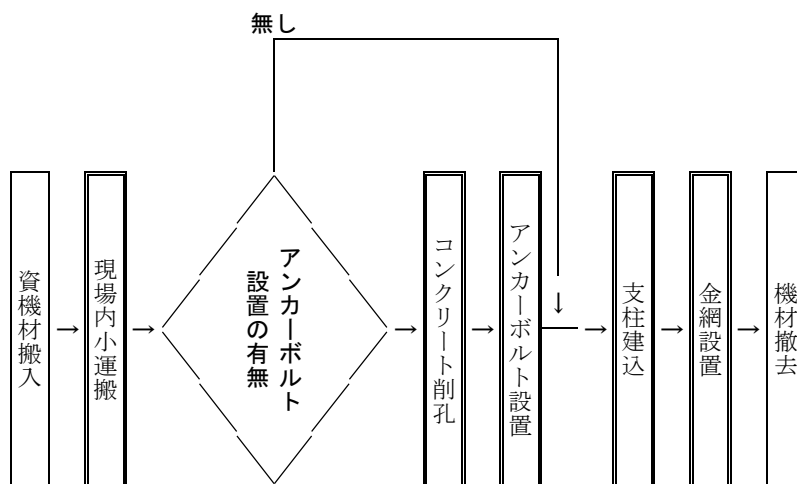 無し
資機材搬入
→
現場内小運搬
→
アンカーボルト
設置の有無
→
コンクリート削孔
→
アンカーボルト設置
↓
→
支柱建込
→
金網設置
→
機材撤去